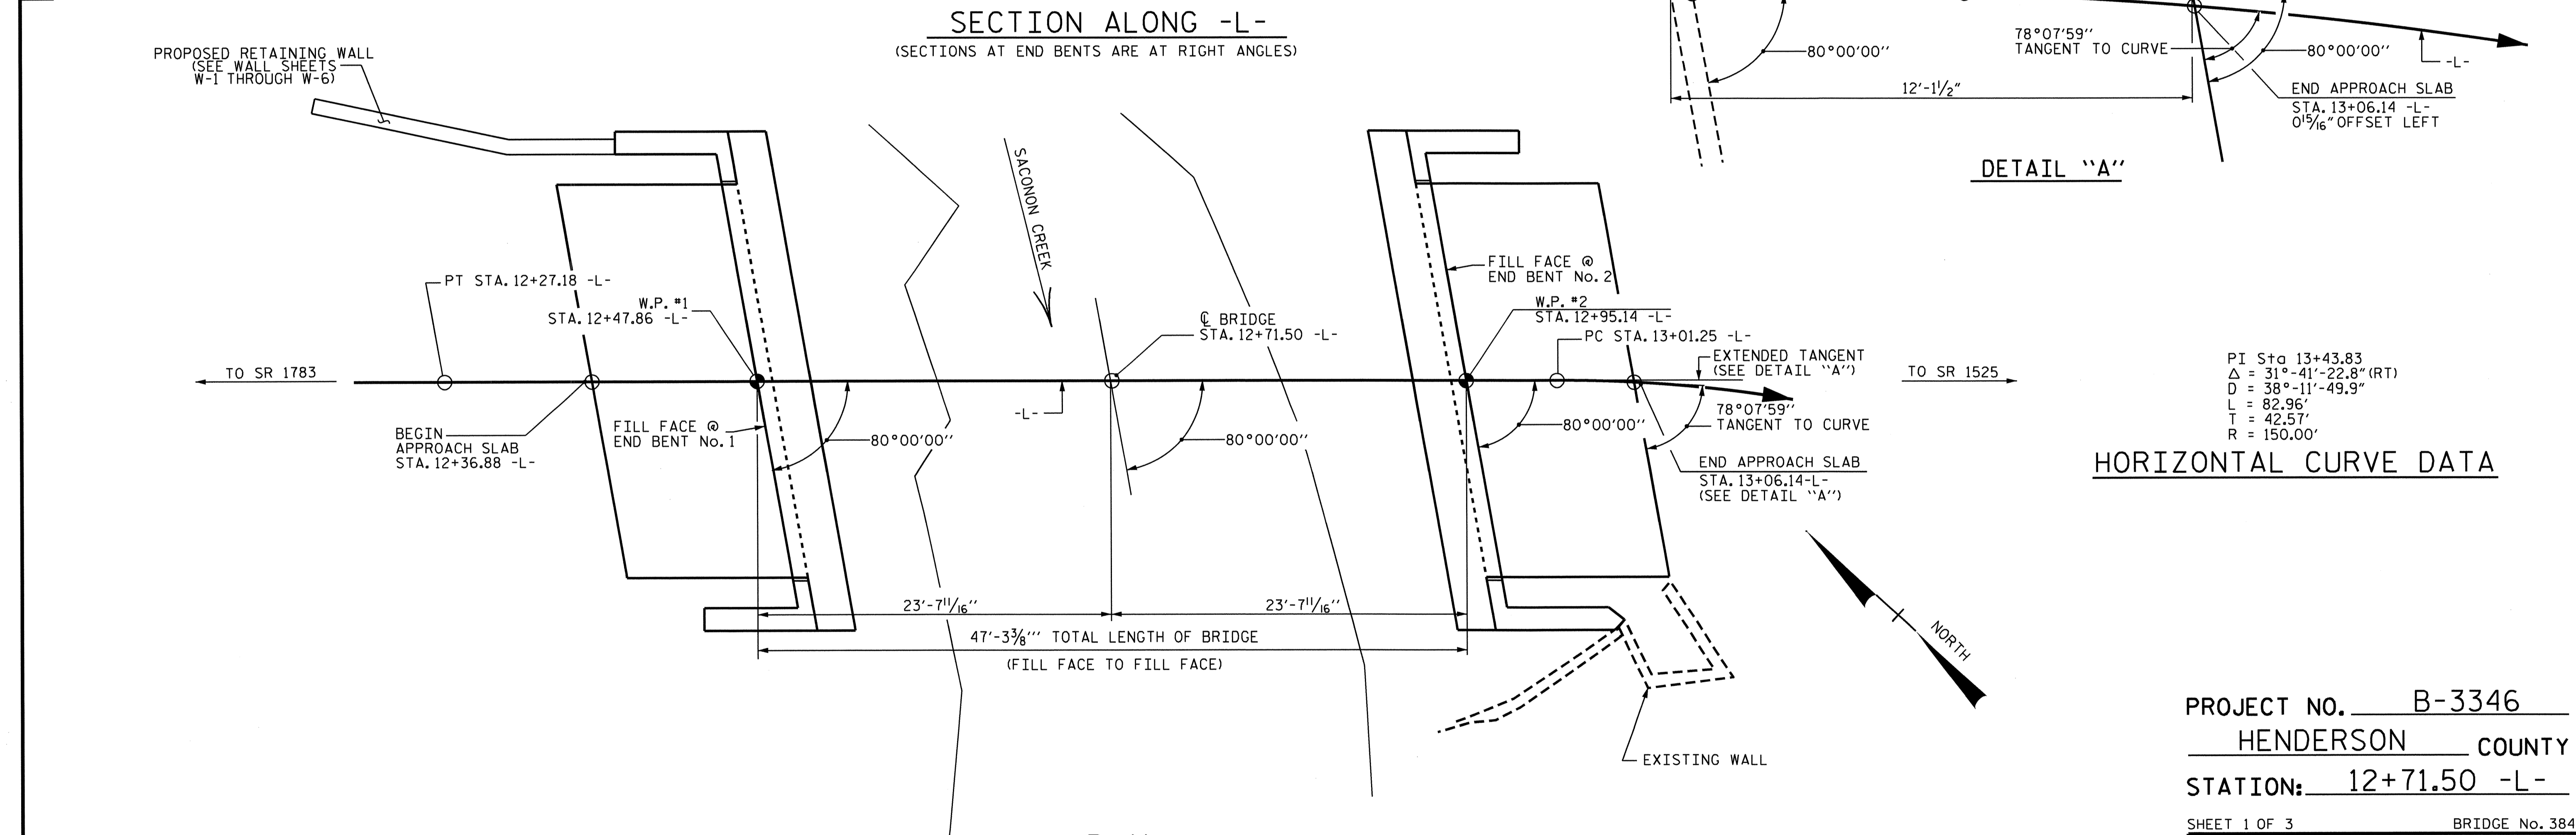 SECTION ALONG -L-
(SECTIONS AT END BENTS ARE AT RIGHT ANGLES)
PROPOSED RETAINING WALL
(SEE WALL SHEETS
W-1 THROUGH W-6)
80°00'00''
12'-1 1/2"
78°07'59''
TANGENT TO CURVE
80°00'00''
-L-
END APPROACH SLAB
STA. 13+06.14 -L-
0 15/16" OFFSET LEFT
DETAIL "A"
SACONON CREEK
PT STA. 12+27.18 -L-
W.P. #1
STA. 12+47.86 -L-
℄ BRIDGE
STA. 12+71.50 -L-
FILL FACE @
END BENT No. 2
W.P. #2
STA. 12+95.14 -L-
PC STA. 13+01.25 -L-
EXTENDED TANGENT
(SEE DETAIL "A")
TO SR 1783
TO SR 1525
BEGIN
APPROACH SLAB
STA. 12+36.88 -L-
FILL FACE @
END BENT No. 1
80°00'00''
-L-
80°00'00''
80°00'00''
78°07'59''
TANGENT TO CURVE
END APPROACH SLAB
STA. 13+06.14-L-
(SEE DETAIL "A")
PI Sta 13+43.83
Δ = 31°-41'-22.8" (RT)
D = 38°-11'-49.9"
L = 82.96'
T = 42.57'
R = 150.00'
HORIZONTAL CURVE DATA
23'-7 11/16''
23'-7 11/16''
47'-3 3/8''' TOTAL LENGTH OF BRIDGE
(FILL FACE TO FILL FACE)
NORTH
EXISTING WALL
PROJECT NO. B-3346
HENDERSON COUNTY
STATION: 12+71.50 -L-
SHEET 1 OF 3 BRIDGE No. 384